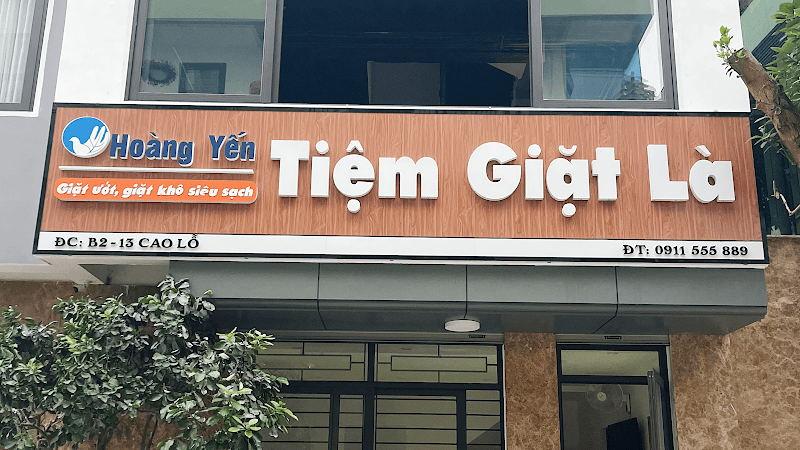 Hoàng Yến
Giặt ướt, giặt khô siêu sạch
Tiệm Giặt Là
ĐC: B2 - 13 CAO LỖ
ĐT: 0911 555 889